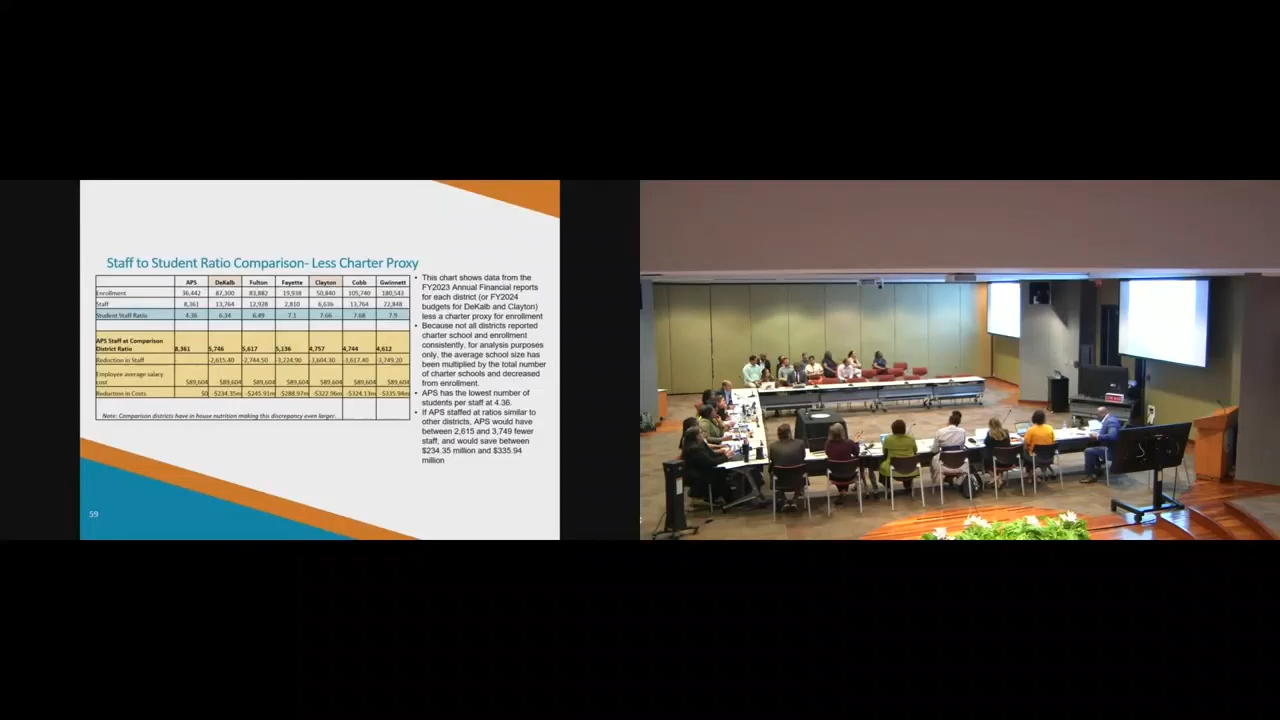 Staff to Student Ratio Comparison- Less Charter Proxy
APS DeKalb Fulton Fayette Clayton Cobb Gwinnett
Enrollment 36,442 87,300 83,882 19,938 50,840 105,740 180,543
Staff 8,361 13,764 12,928 2,810 6,636 13,764 22,848
Student Staff Ratio 4.36 6.34 6.49 7.1 7.66 7.68 7.9
APS Staff at Comparison
District Ratio 8,361 5,746 5,617 5,136 4,757 4,744 4,612
Reduction in Staff -2,615.40 -2,744.50 -3,224.90 -3,604.30 -3,617.40 -3,749.20
Employee average salary
cost $89,604 $89,604 $89,604 $89,604 $89,604 $89,604 $89,604
Reduction in Costs $0 -$234.35m -$245.91m -$288.97m -$322.96m -$324.13m -$335.94m
Note: Comparison districts have in house nutrition making this discrepancy even larger.
• This chart shows data from the
FY2023 Annual Financial reports
for each district (or FY2024
budgets for DeKalb and Clayton)
less a charter proxy for enrollment
• Because not all districts reported
charter school and enrollment
consistently, for analysis purposes
only, the average school size has
been multiplied by the total number
of charter schools and decreased
from enrollment.
• APS has the lowest number of
students per staff at 4.36.
• If APS staffed at ratios similar to
other districts, APS would have
between 2,615 and 3,749 fewer
staff, and would save between
$234.35 million and $335.94
million
59